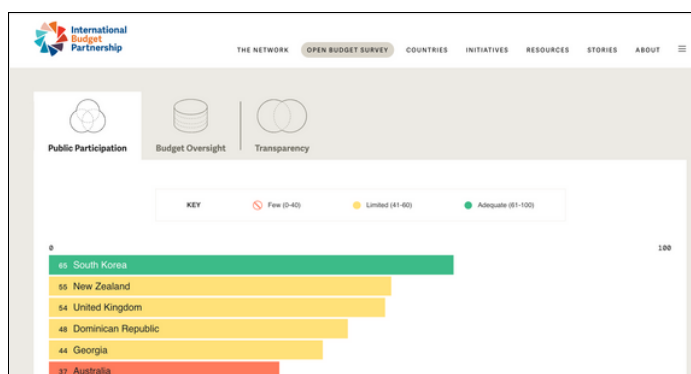 International
Budget
Partnership
THE NETWORK OPEN BUDGET SURVEY COUNTRIES INITIATIVES RESOURCES STORIES ABOUT
Public Participation Budget Oversight Transparency
KEY Few (0-40) Limited (41-60) Adequate (61-100)
0 100
65 South Korea
55 New Zealand
54 United Kingdom
48 Dominican Republic
44 Georgia
37 Australia